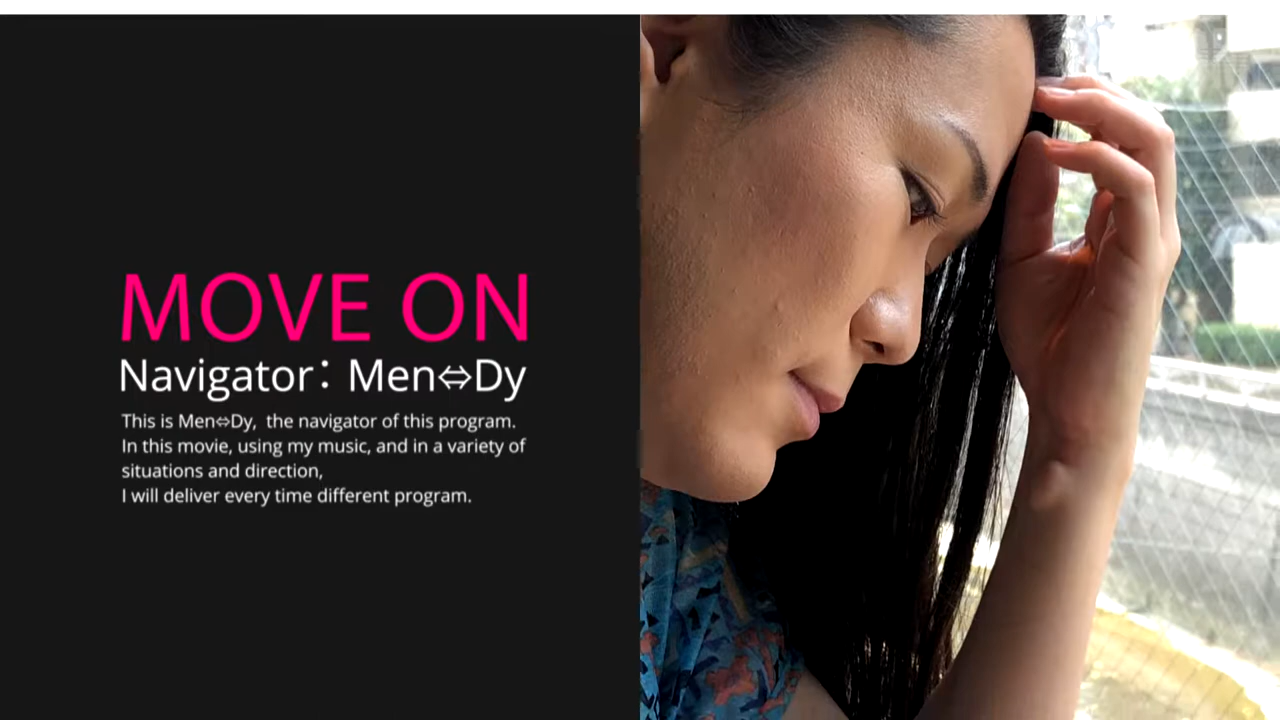 MOVE ON
Navigator：Men⇔Dy
This is Men⇔Dy,  the navigator of this program.
In this movie, using my music, and in a variety of
situations and direction,
I will deliver every time different program.